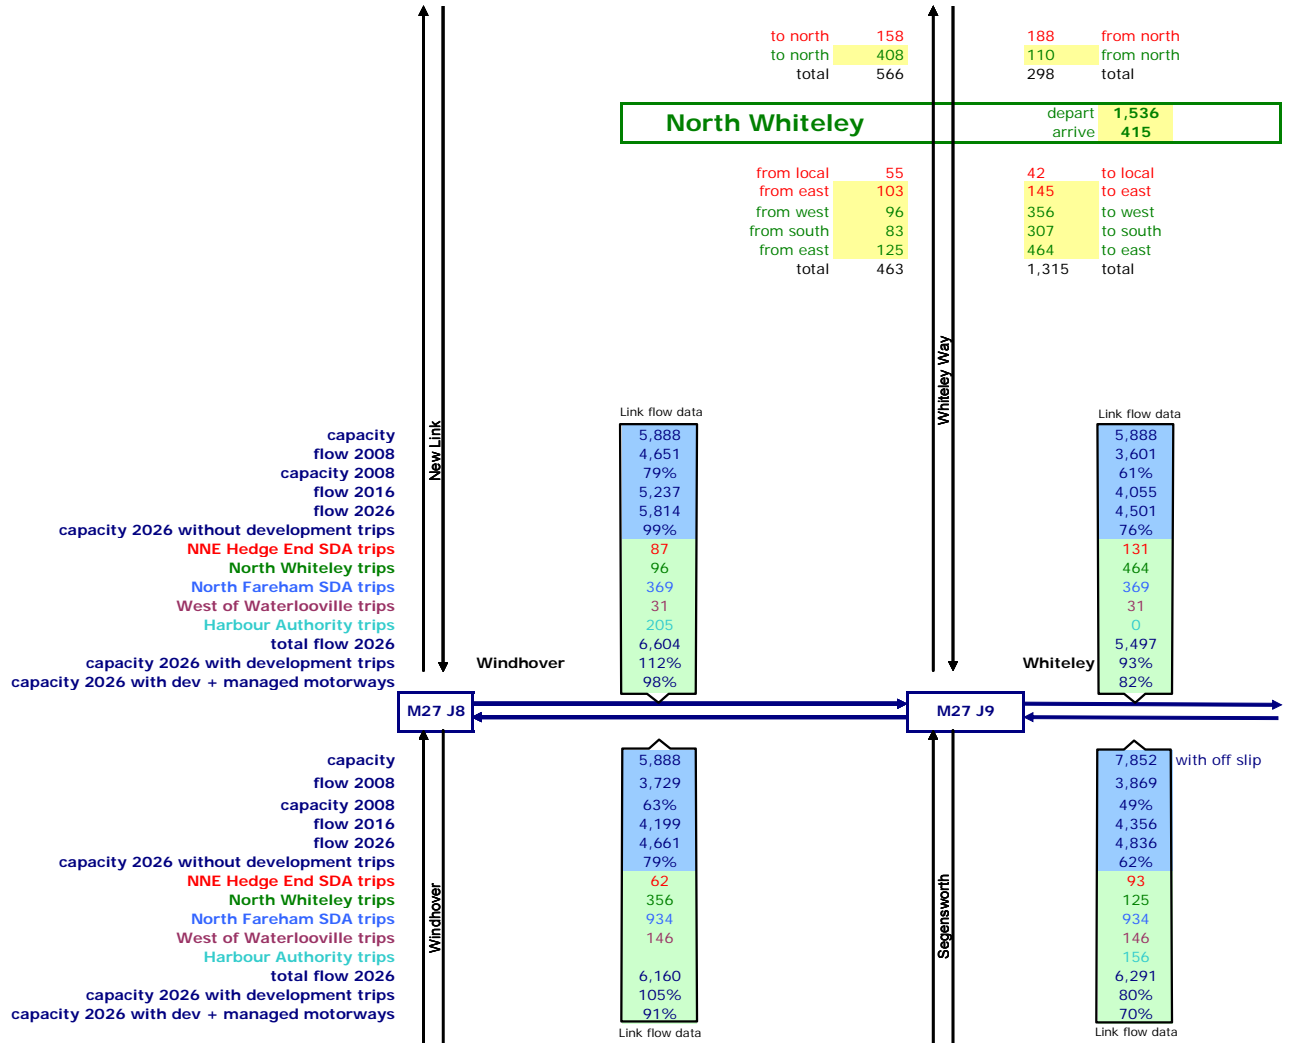 to north 158 188 from north
to north 408 110 from north
total 566 298 total
North Whiteley
depart 1,536
arrive 415
from local 55 42 to local
from east 103 145 to east
from west 96 356 to west
from south 83 307 to south
from east 125 464 to east
total 463 1,315 total
New Link
Whiteley Way
Link flow data Link flow data
capacity 5,888 5,888
flow 2008 4,651 3,601
capacity 2008 79% 61%
flow 2016 5,237 4,055
flow 2026 5,814 4,501
capacity 2026 without development trips 99% 76%
NNE Hedge End SDA trips 87 131
North Whiteley trips 96 464
North Fareham SDA trips 369 369
West of Waterlooville trips 31 31
Harbour Authority trips 205 0
total flow 2026 6,604 5,497
capacity 2026 with development trips Windhover 112% Whiteley 93%
capacity 2026 with dev + managed motorways 98% 82%
M27 J8 M27 J9
capacity 5,888 7,852 with off slip
flow 2008 3,729 3,869
capacity 2008 63% 49%
flow 2016 4,199 4,356
flow 2026 4,661 4,836
capacity 2026 without development trips 79% 62%
NNE Hedge End SDA trips 62 93
North Whiteley trips 356 125
North Fareham SDA trips 934 934
West of Waterlooville trips 146 146
Harbour Authority trips 156
total flow 2026 6,160 6,291
capacity 2026 with development trips 105% 80%
capacity 2026 with dev + managed motorways 91% 70%
Link flow data Link flow data
Windhover
Segensworth